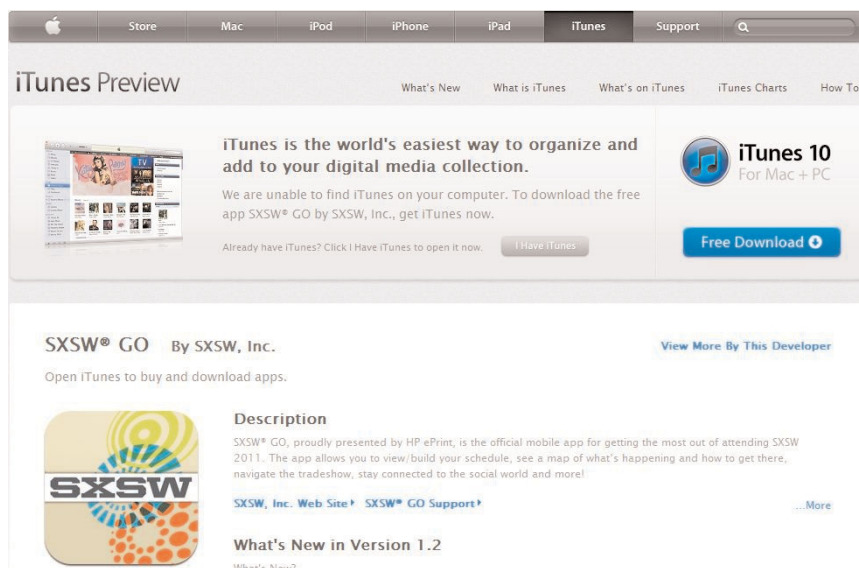 Store Mac iPod iPhone iPad iTunes Support
iTunes Preview
What's New What is iTunes What's on iTunes iTunes Charts How To
iTunes is the world's easiest way to organize and
add to your digital media collection.
We are unable to find iTunes on your computer. To download the free
app SXSW® GO by SXSW, Inc., get iTunes now.
Already have iTunes? Click I Have iTunes to open it now. I Have iTunes
iTunes 10
For Mac + PC
Free Download
SXSW® GO By SXSW, Inc.
View More By This Developer
Open iTunes to buy and download apps.
SXSW
Description
SXSW® GO, proudly presented by HP ePrint, is the official mobile app for getting the most out of attending SXSW
2011. The app allows you to view/build your schedule, see a map of what's happening and how to get there,
navigate the tradeshow, stay connected to the social world and more!
SXSW, Inc. Web Site SXSW® GO Support
...More
What's New in Version 1.2
What's New?